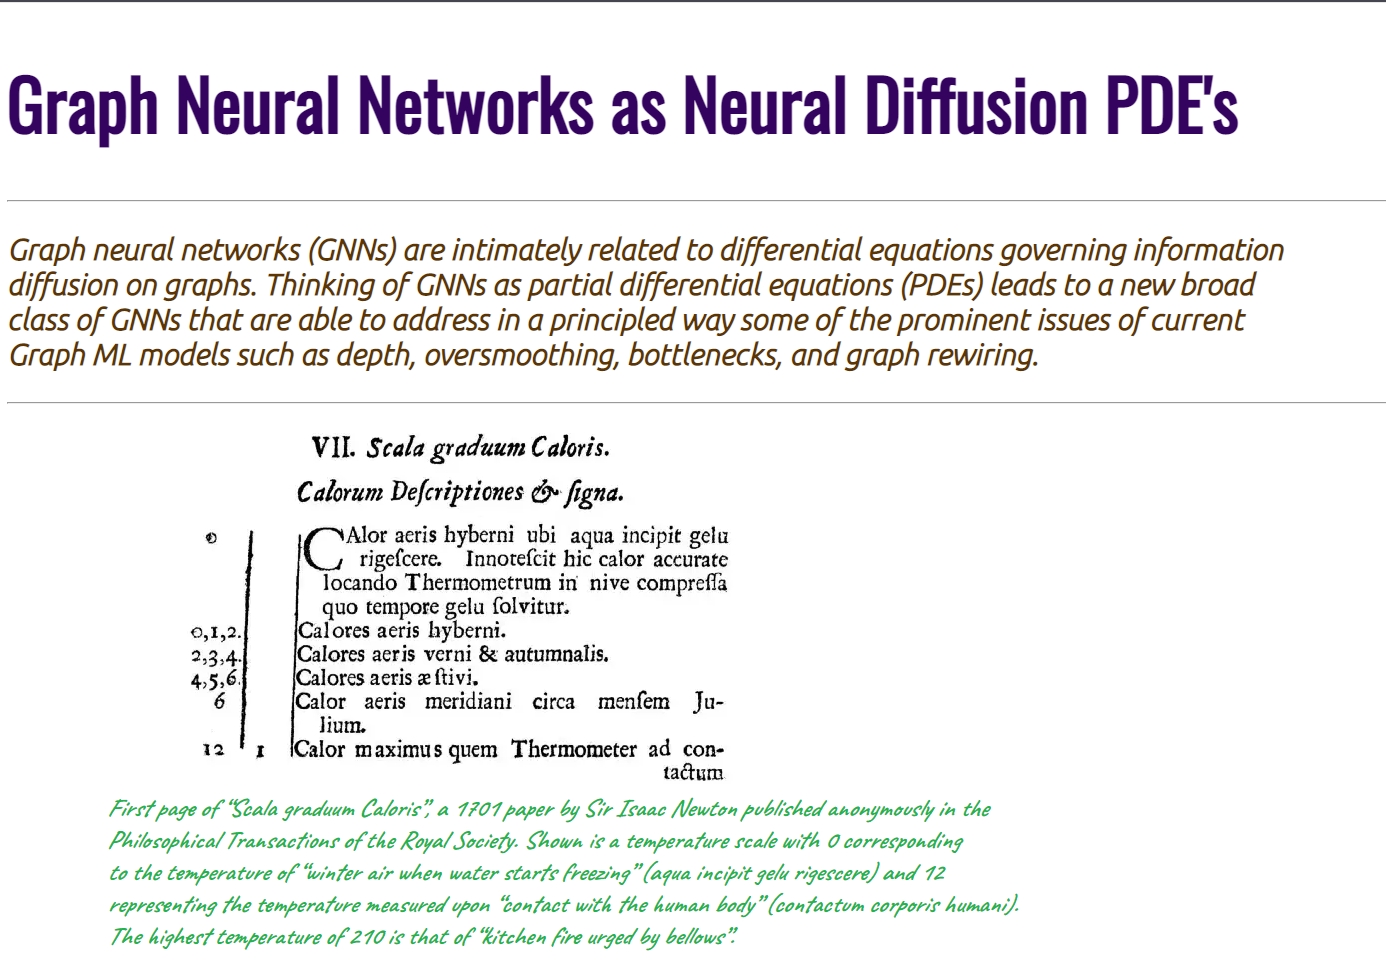 Graph Neural Networks as Neural Diffusion PDE's
Graph neural networks (GNNs) are intimately related to differential equations governing information
diffusion on graphs. Thinking of GNNs as partial differential equations (PDEs) leads to a new broad
class of GNNs that are able to address in a principled way some of the prominent issues of current
Graph ML models such as depth, oversmoothing, bottlenecks, and graph rewiring.
VII. Scala graduum Caloris.
Calorum Deſcriptiones & ſigna.
0 CAlor aeris hyberni ubi aqua incipit gelu
rigeſcere. Innoteſcit hic calor accurate
locando Thermometrum in nive compreſſa
quo tempore gelu ſolvitur.
0,1,2. Calores aeris hyberni.
2,3,4. Calores aeris verni & autumnalis.
4,5,6. Calores aeris æſtivi.
6 Calor aeris meridiani circa menſem Ju-
lium.
12 1 Calor maximus quem Thermometer ad con-
tactum
First page of “Scala graduum Caloris”, a 1701 paper by Sir Isaac Newton published anonymously in the
Philosophical Transactions of the Royal Society. Shown is a temperature scale with 0 corresponding
to the temperature of “winter air when water starts freezing” (aqua incipit gelu rigescere) and 12
representing the temperature measured upon “contact with the human body” (contactum corporis humani).
The highest temperature of 210 is that of “kitchen fire urged by bellows”.